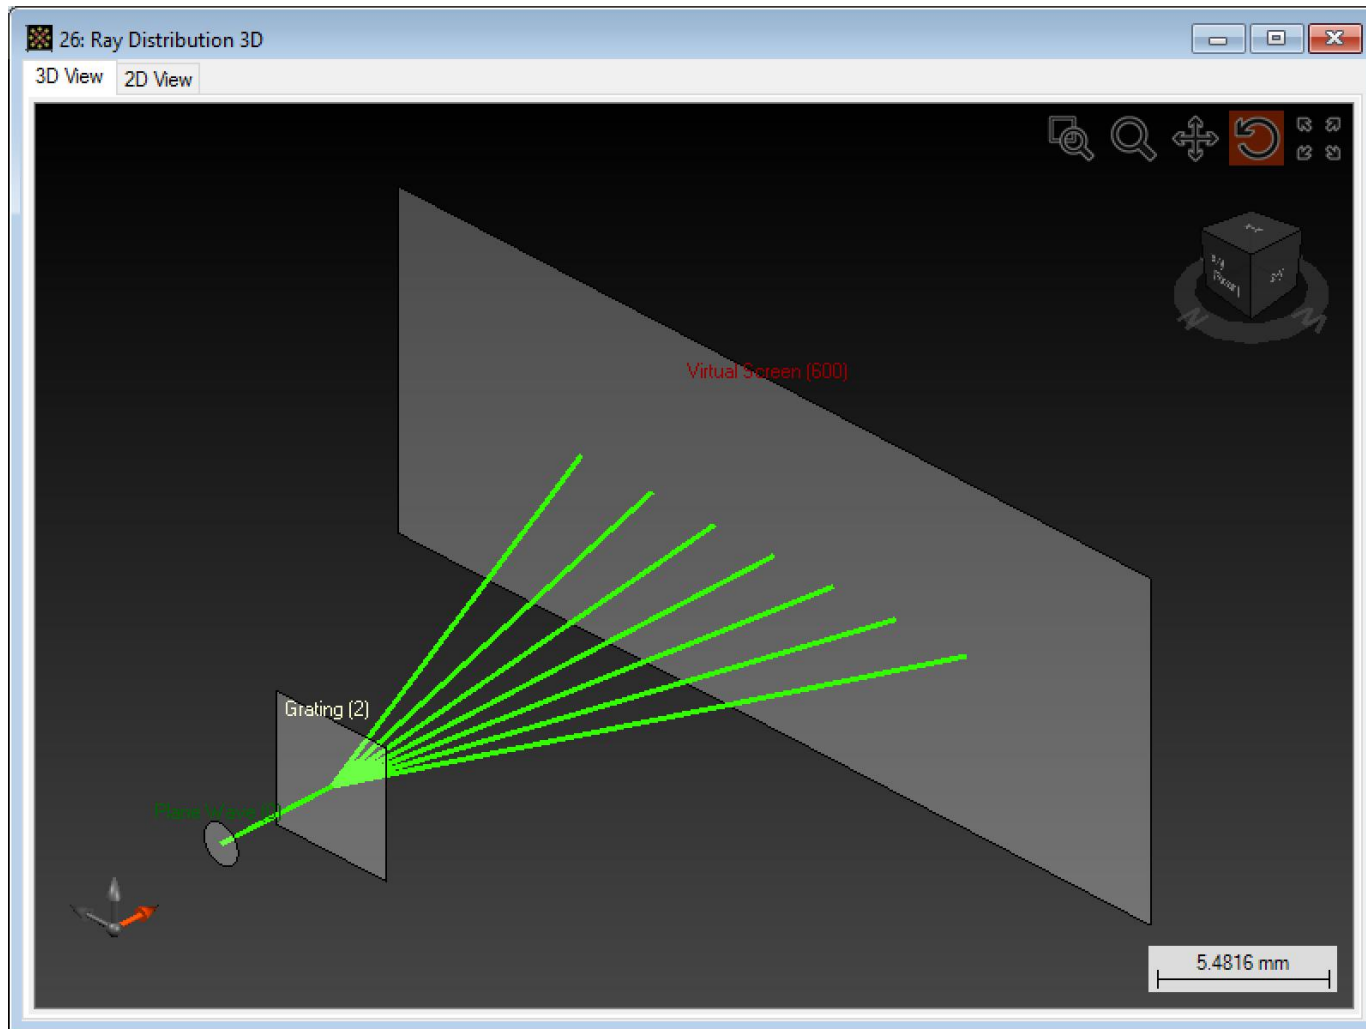 26: Ray Distribution 3D
3D View
2D View
Virtual Screen (600)
Grating (2)
Plane Wave (0)
N
5.4816 mm